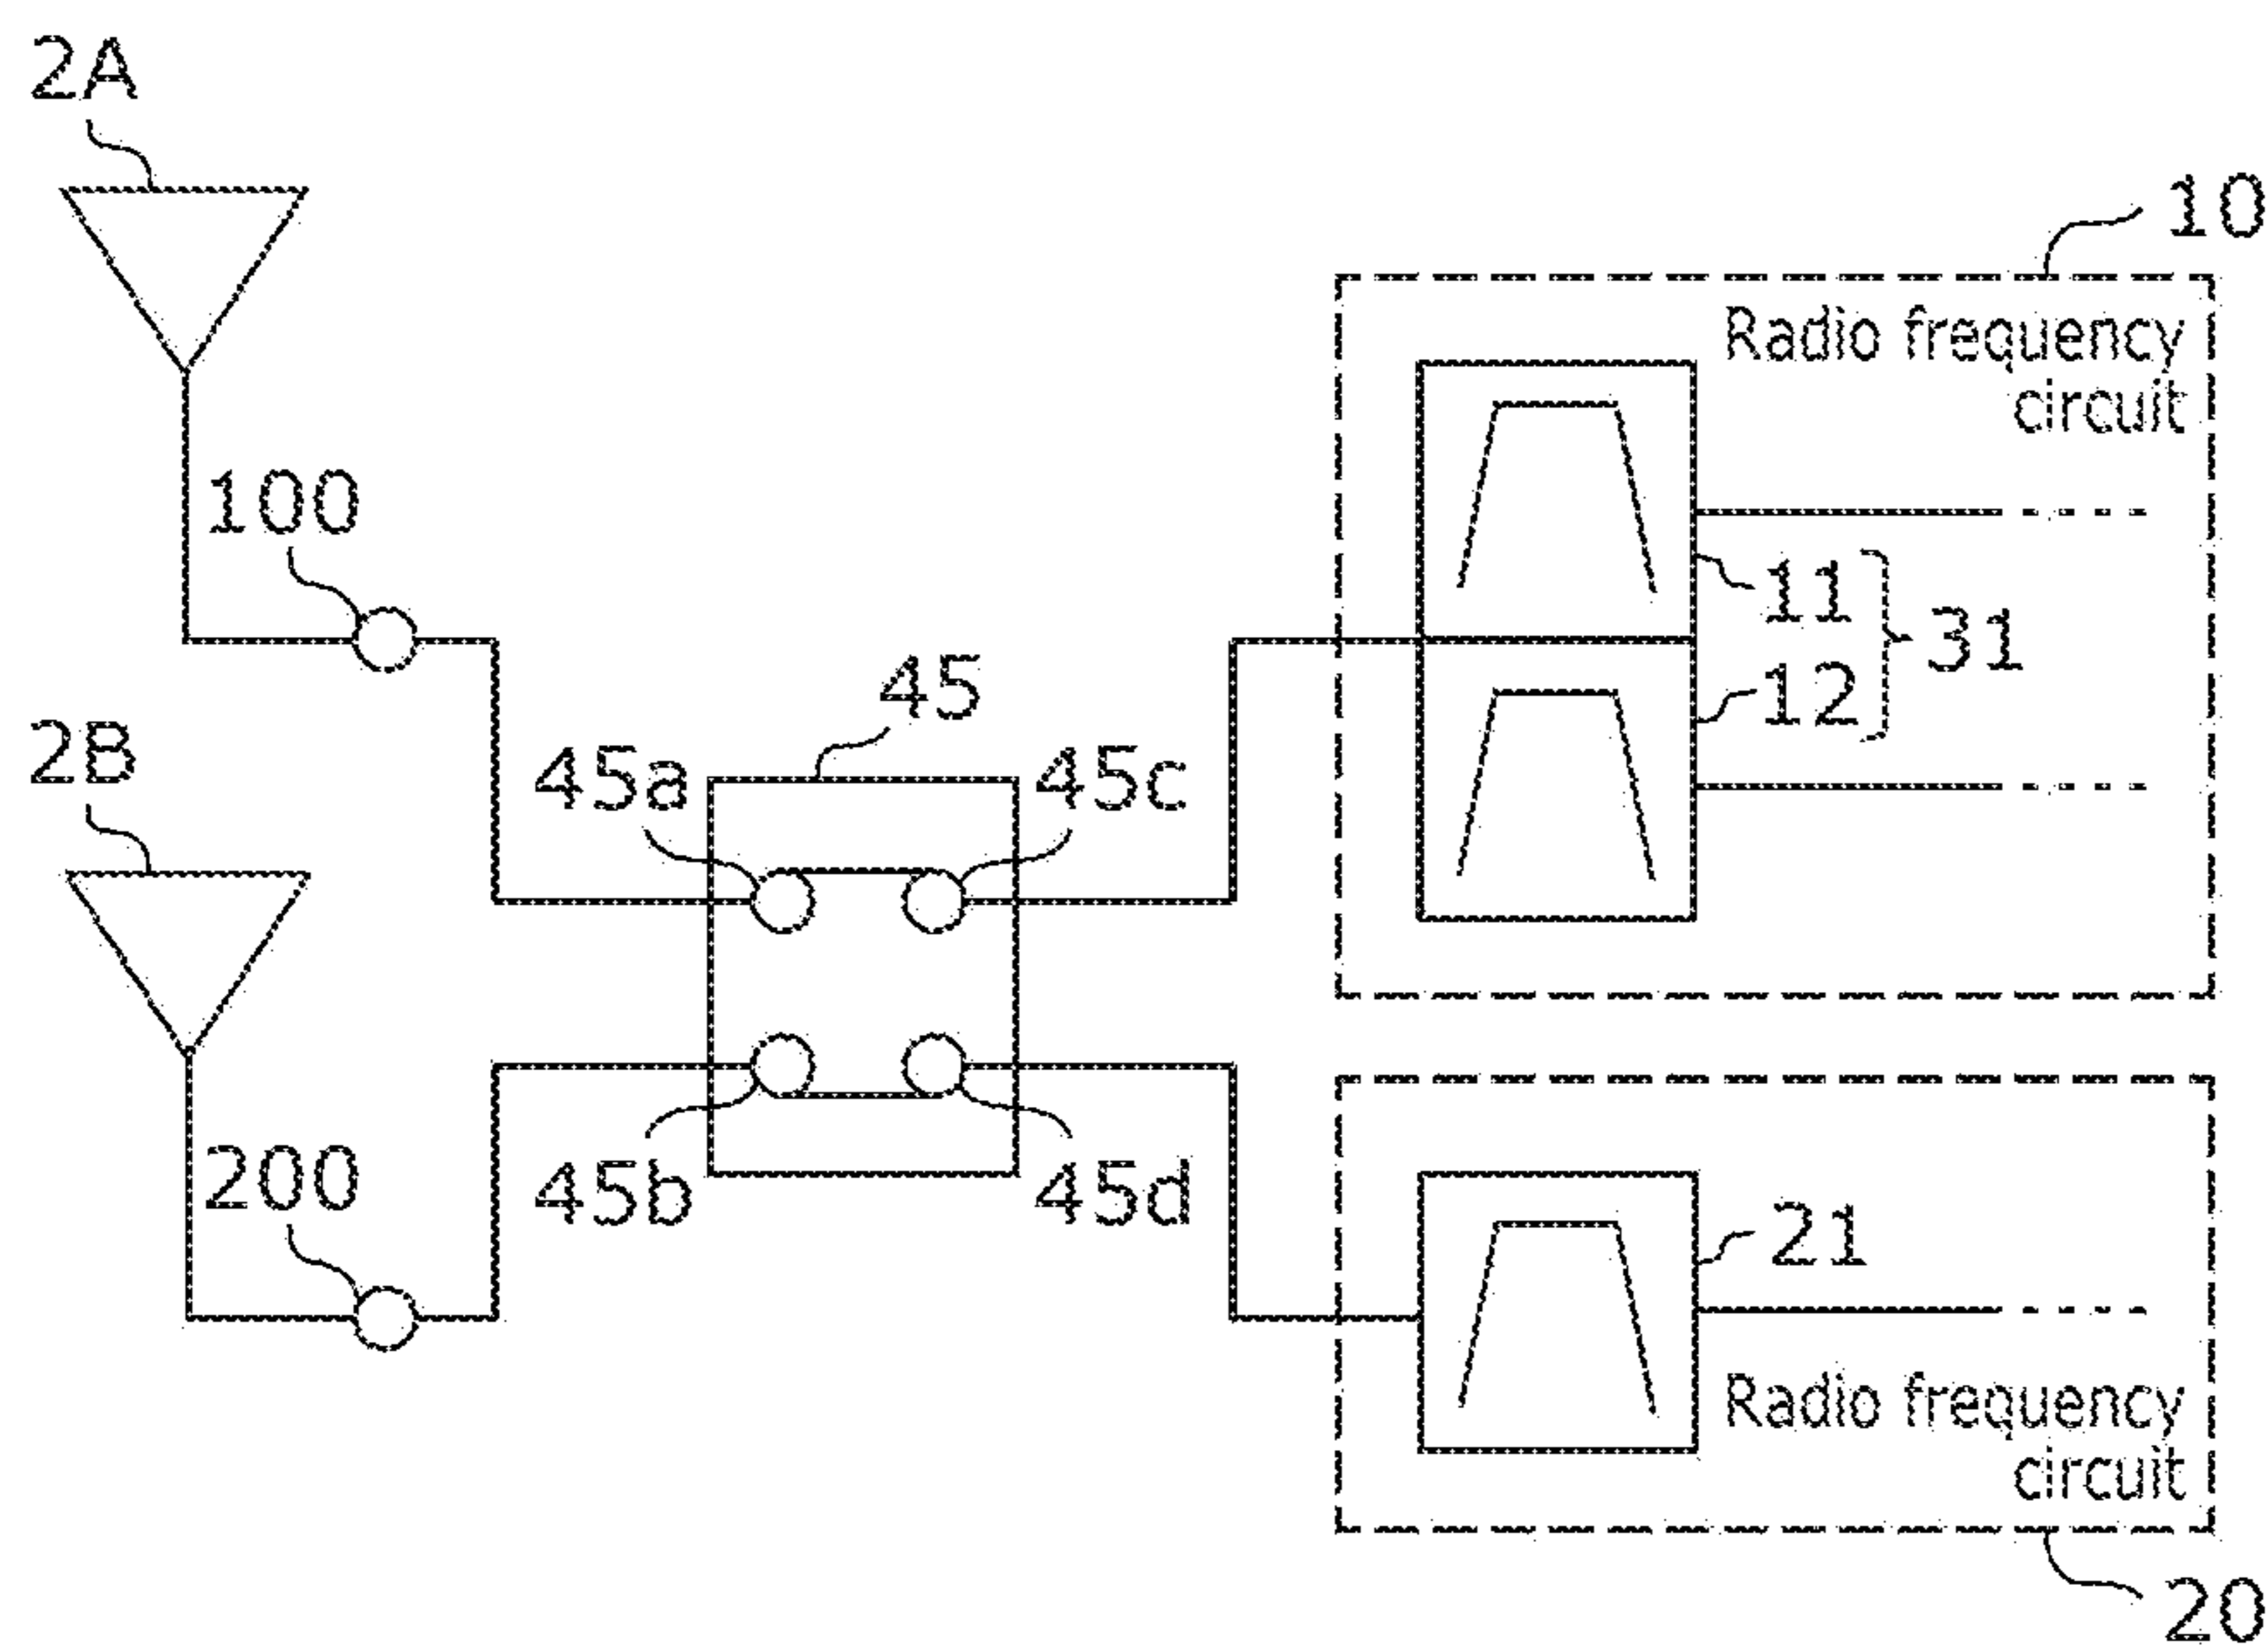 2A
10
Radio frequency
circuit
100
11
31
12
45
2B
45a
45c
200
45b
45d
21
Radio frequency
circuit
20